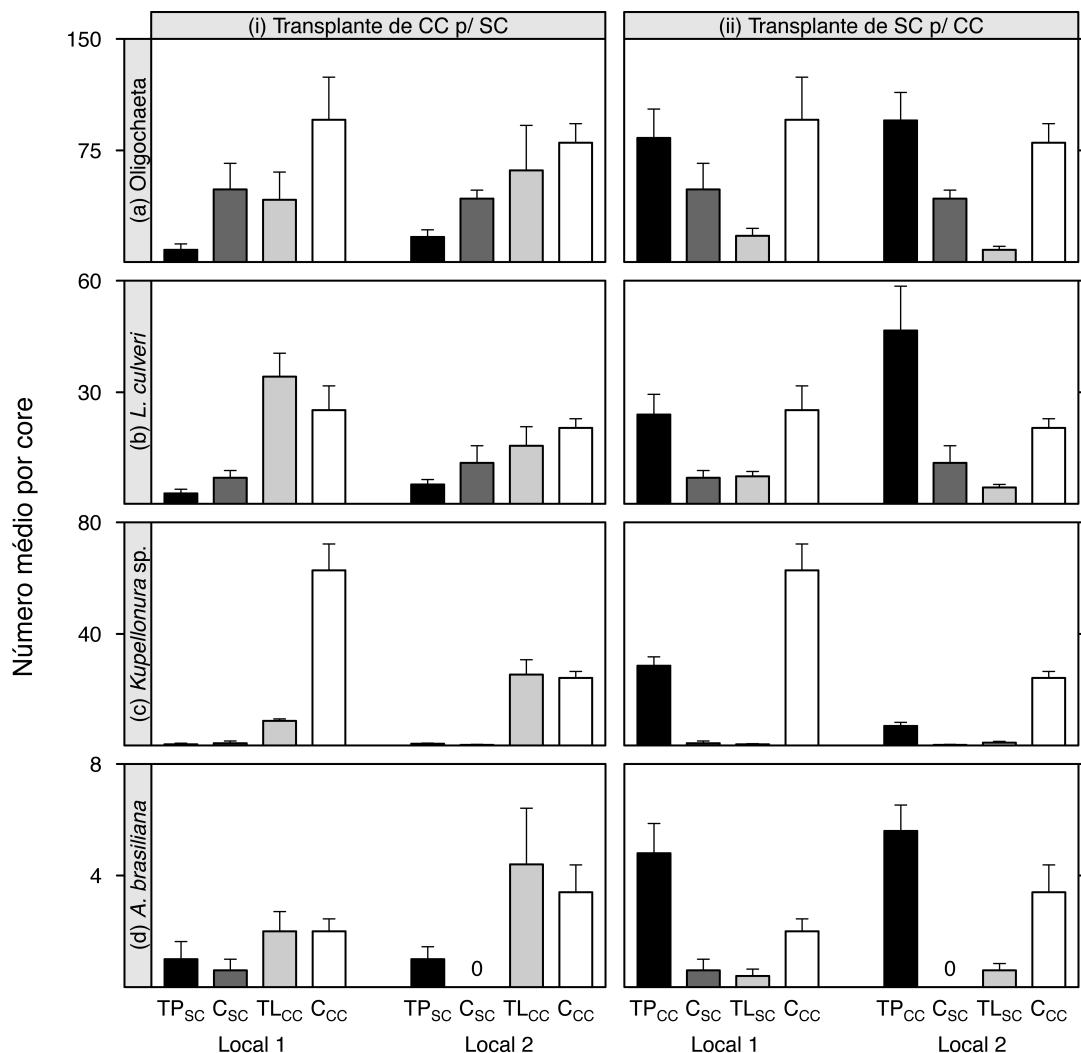 (i) Transplante de CC p/ SC
(ii) Transplante de SC p/ CC
Número médio por core
(a) Oligochaeta
150
75
(b) L. culveri
60
30
(c) Kupellonura sp.
80
40
(d) A. brasiliana
8
4
0
0
TPSC CSC TLCC CCC TPSC CSC TLCC CCC TPCC CSC TLSC CCC TPCC CSC TLSC CCC
Local 1 Local 2 Local 1 Local 2